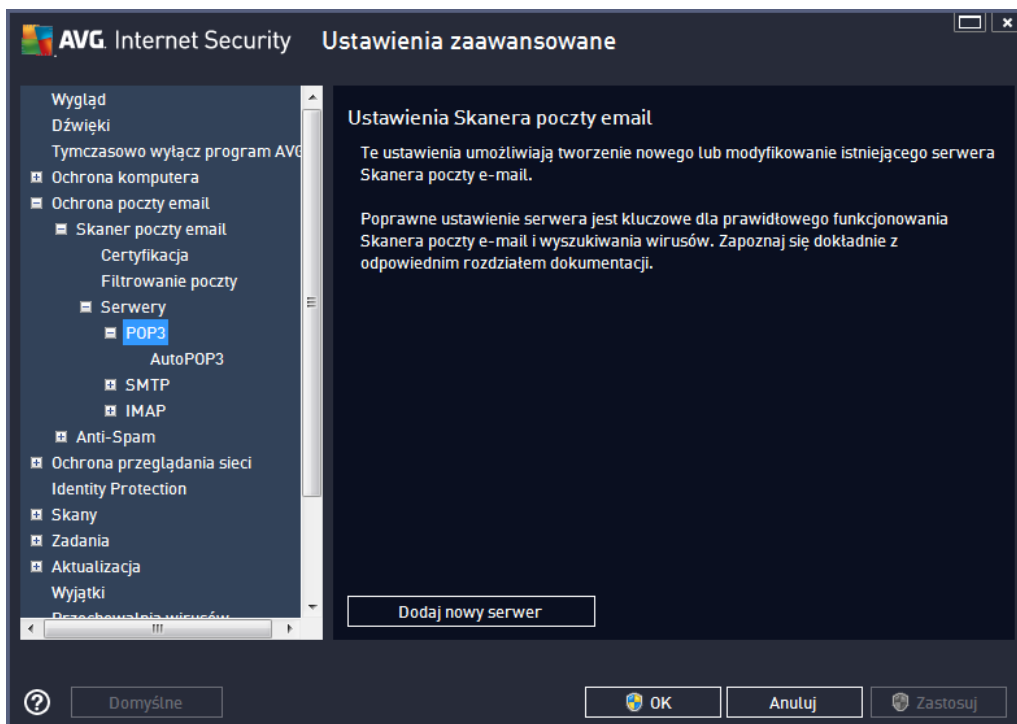 AVG. Internet Security Ustawienia zaawansowane
Wygląd
Dźwięki
Tymczasowo wyłącz program AVG
Ochrona komputera
Ochrona poczty email
Skaner poczty email
Certyfikacja
Filtrowanie poczty
Serwery
POP3
AutoPOP3
SMTP
IMAP
Anti-Spam
Ochrona przeglądania sieci
Identity Protection
Skany
Zadania
Aktualizacja
Wyjątki
Przechowalnia wirusów
Ustawienia Skanera poczty email
Te ustawienia umożliwiają tworzenie nowego lub modyfikowanie istniejącego serwera
Skanera poczty e-mail.
Poprawne ustawienie serwera jest kluczowe dla prawidłowego funkcjonowania
Skanera poczty e-mail i wyszukiwania wirusów. Zapoznaj się dokładnie z
odpowiednim rozdziałem dokumentacji.
Dodaj nowy serwer
? Domyślne OK Anuluj Zastosuj